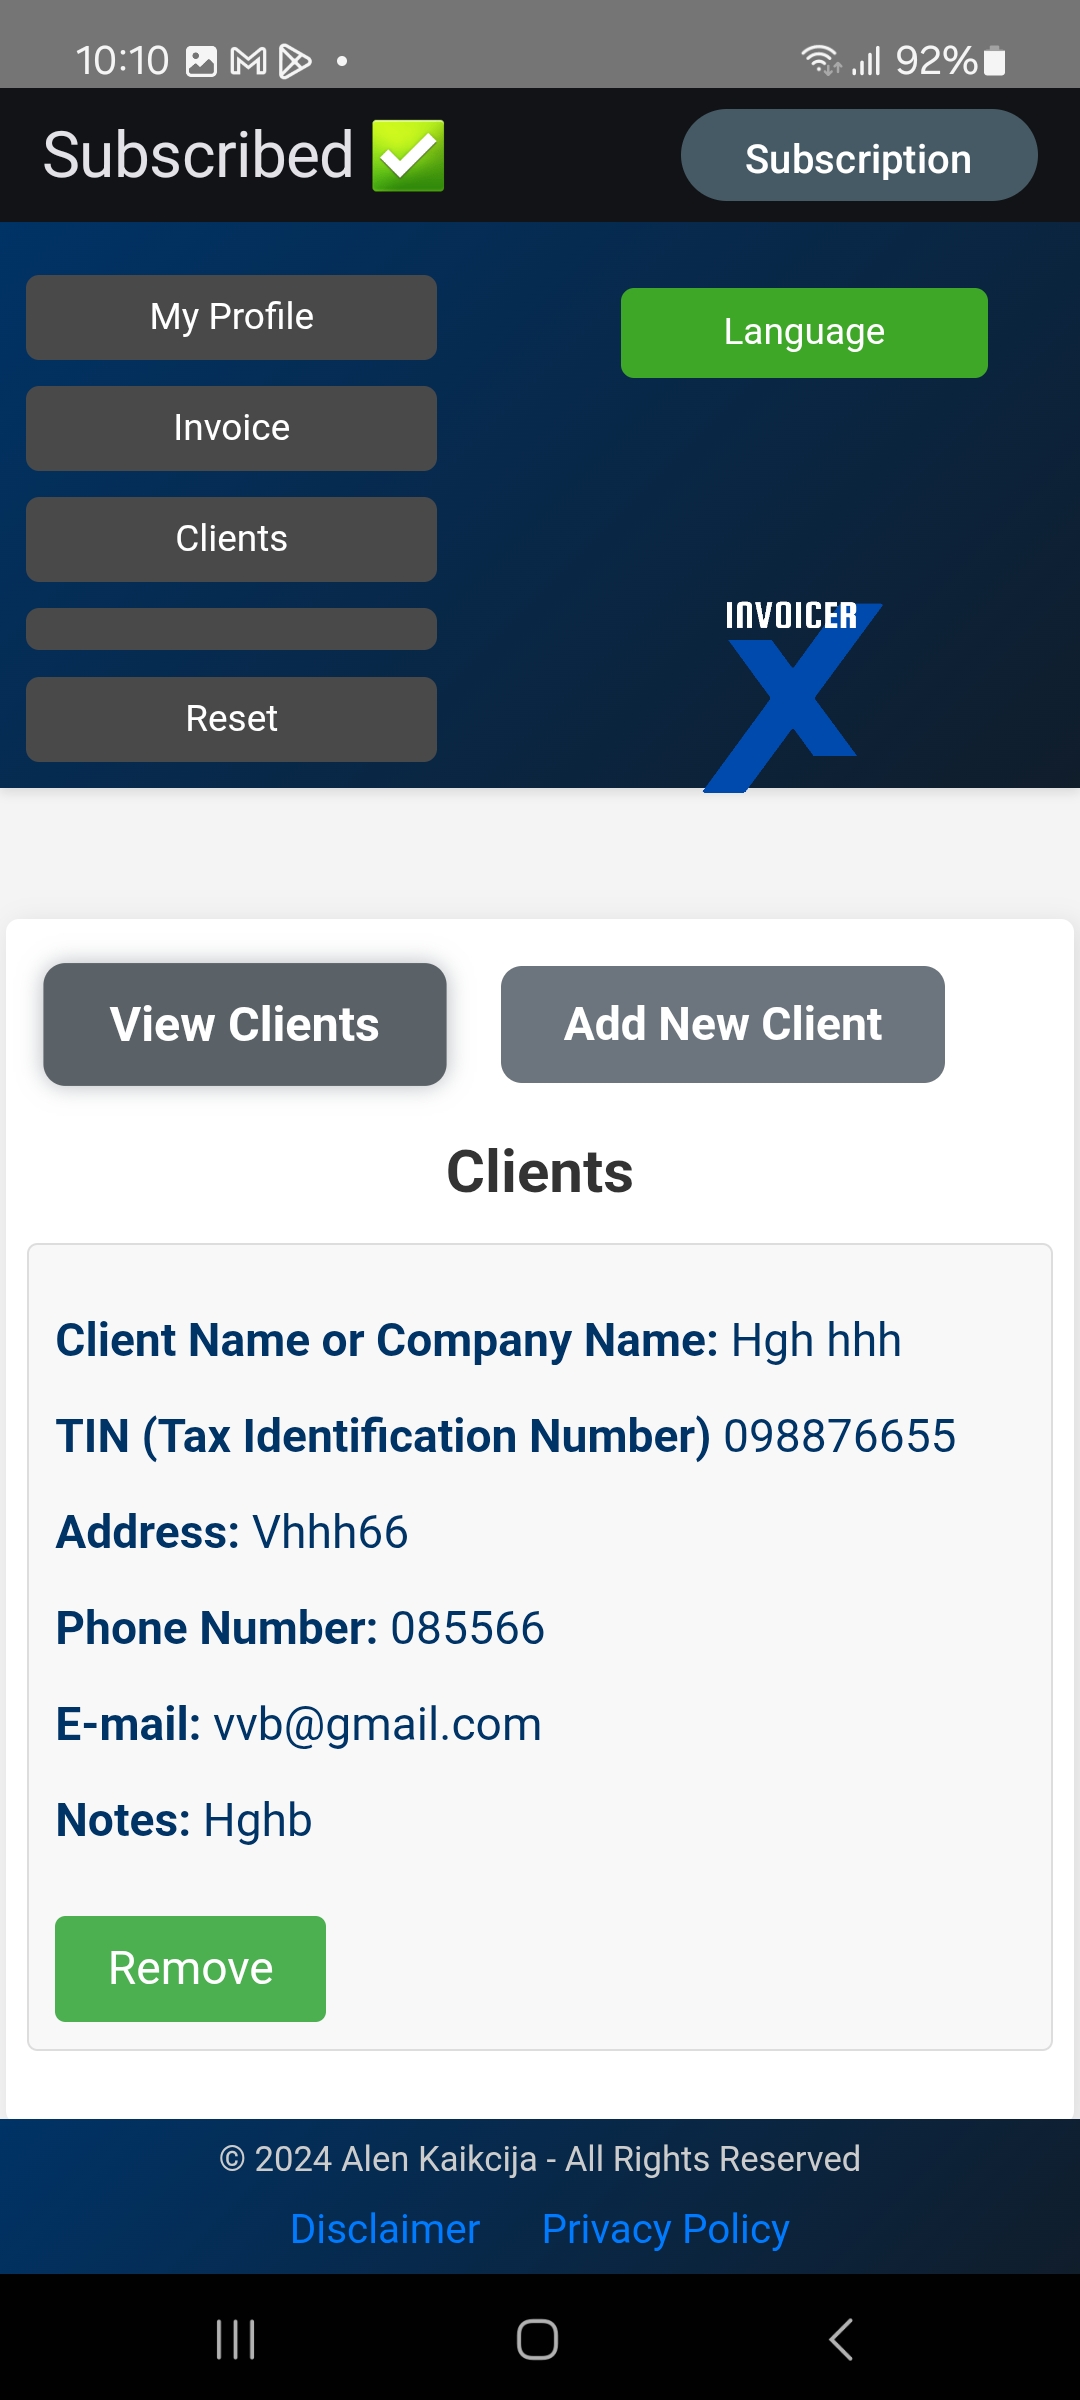 10:10
92%
Subscribed ✅
Subscription
My Profile
Language
Invoice
Clients
INVOICER
X
Reset
View Clients
Add New Client
Clients
Client Name or Company Name: Hgh hhh
TIN (Tax Identification Number) 098876655
Address: Vhhh66
Phone Number: 085566
E-mail: vvb@gmail.com
Notes: Hghb
Remove
© 2024 Alen Kaikcija - All Rights Reserved
Disclaimer Privacy Policy